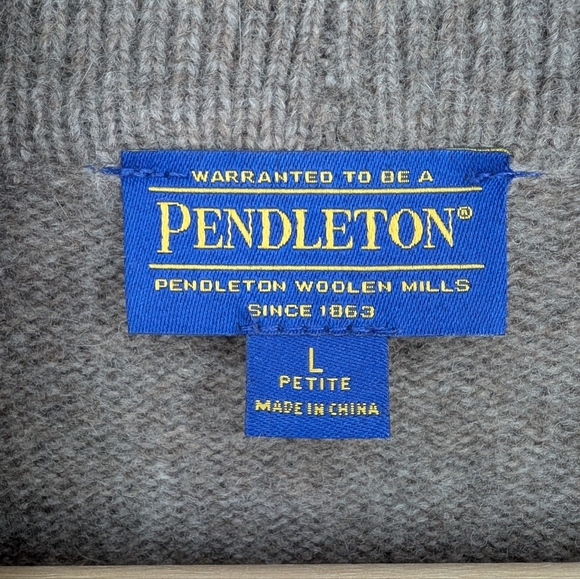 WARRANTED TO BE A
PENDLETON®
PENDLETON WOOLEN MILLS
SINCE 1863
L
PETITE
MADE IN CHINA